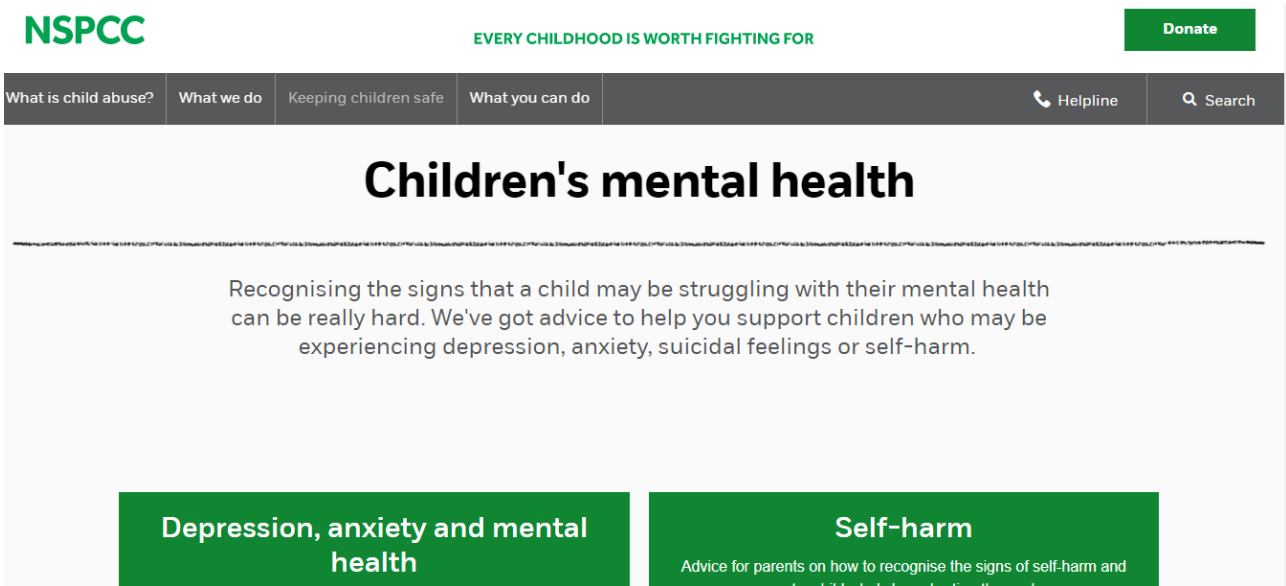 NSPCC
EVERY CHILDHOOD IS WORTH FIGHTING FOR
Donate
What is child abuse?
What we do
Keeping children safe
What you can do
Helpline
Search
Children's mental health
Recognising the signs that a child may be struggling with their mental health
can be really hard. We've got advice to help you support children who may be
experiencing depression, anxiety, suicidal feelings or self-harm.
Depression, anxiety and mental
health
Self-harm
Advice for parents on how to recognise the signs of self-harm and